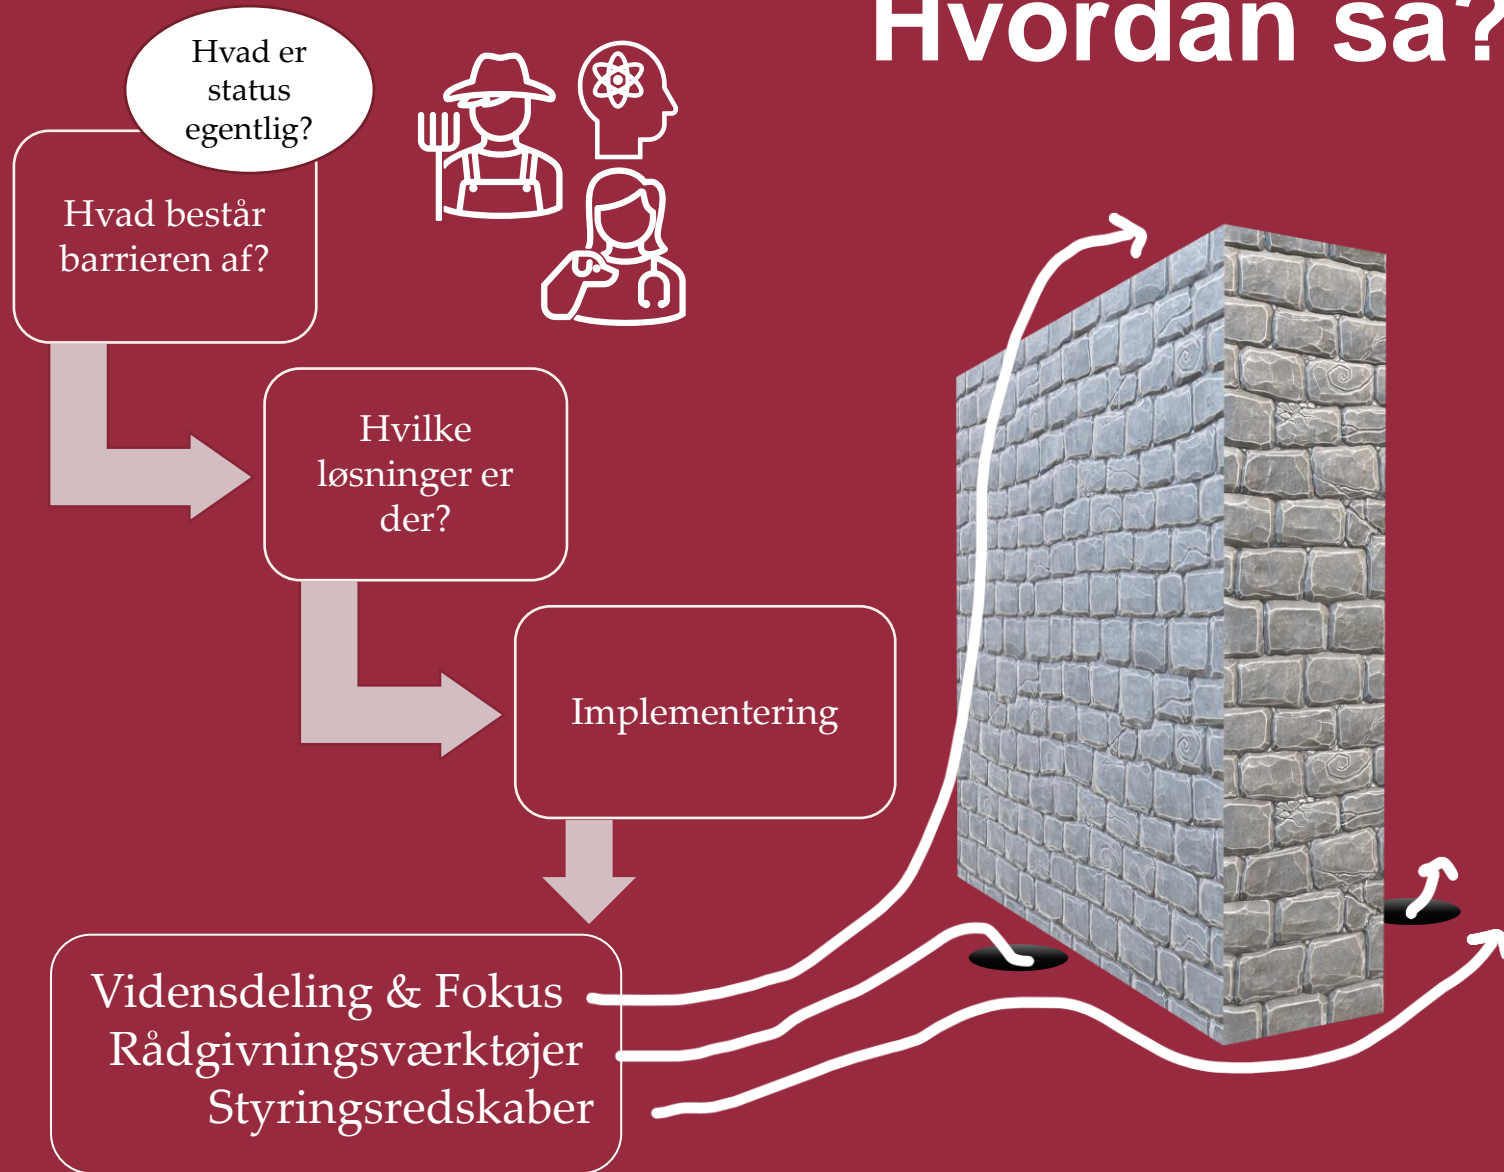 Hvordan så?
Hvad er
status
egentlig?
Hvad består
barrieren af?
Hvilke
løsninger er
der?
Implementering
Vidensdeling & Fokus
Rådgivningsværktøjer
Styringsredskaber